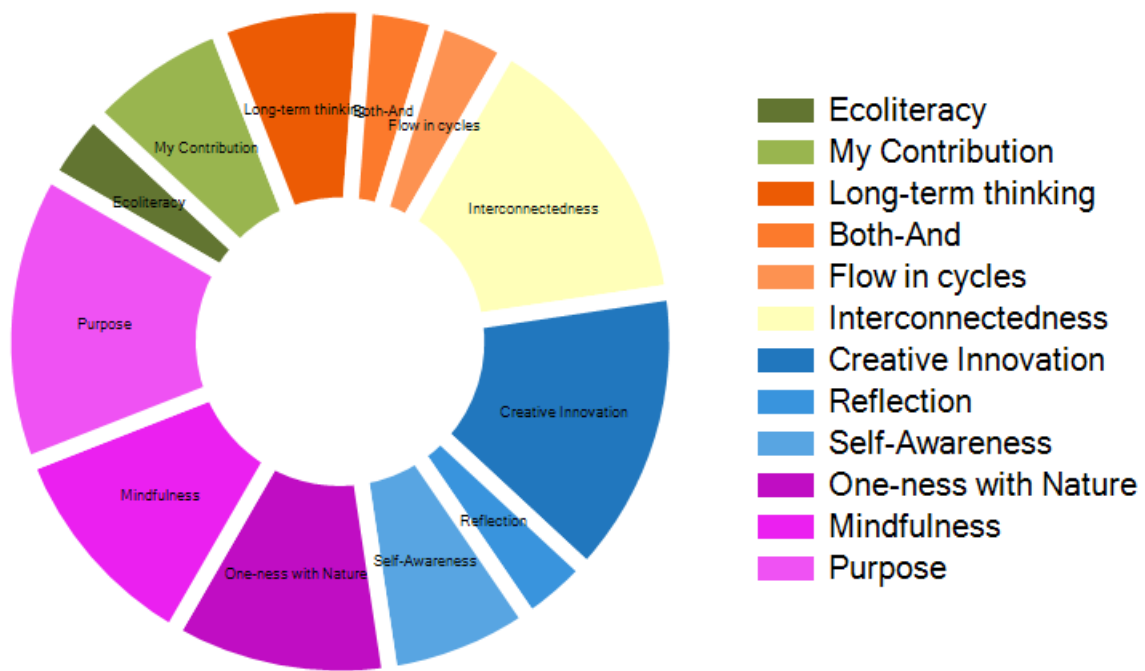 Long-term thinking
Both-And
Flow in cycles
My Contribution
Ecoliteracy
Interconnectedness
Purpose
Creative Innovation
Mindfulness
Reflection
Self-Awareness
One-ness with Nature
Ecoliteracy
My Contribution
Long-term thinking
Both-And
Flow in cycles
Interconnectedness
Creative Innovation
Reflection
Self-Awareness
One-ness with Nature
Mindfulness
Purpose